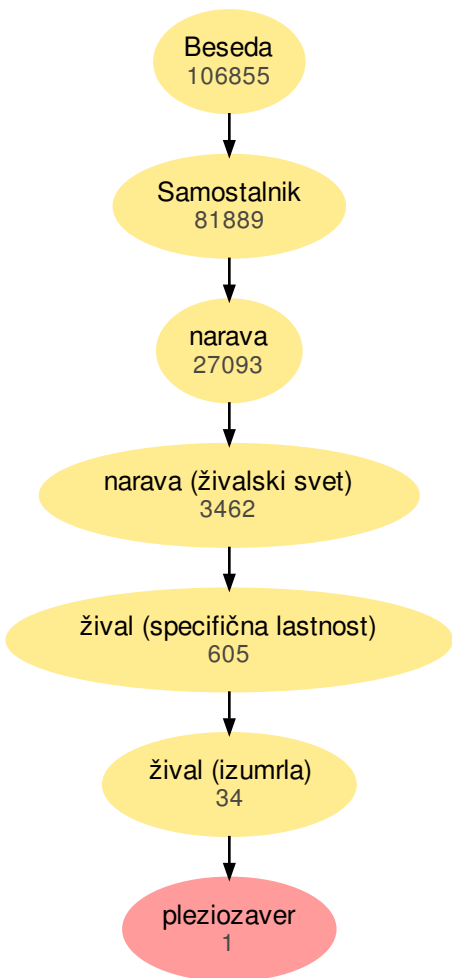 Beseda
106855
Samostalnik
81889
narava
27093
narava (živalski svet)
3462
žival (specifična lastnost)
605
žival (izumrla)
34
pleziozaver
1